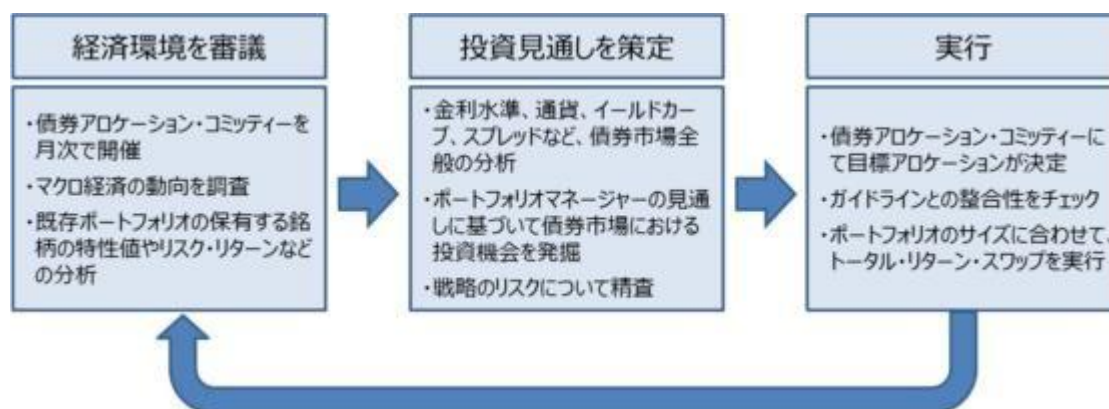 経済環境を審議
・債券アロケーション・コミッティーを
月次で開催
・マクロ経済の動向を調査
・既存ポートフォリオの保有する銘
柄の特性値やリスク・リターンなど
の分析
投資見通しを策定
・金利水準、通貨、イールドカー
ブ、スプレッドなど、債券市場全
般の分析
・ポートフォリオマネージャーの見通
しに基づいて債券市場における
投資機会を発掘
・戦略のリスクについて精査
実行
・債券アロケーション・コミッティーに
て目標アロケーションが決定
・ガイドラインとの整合性をチェック
・ポートフォリオのサイズに合わせて、
トータル・リターン・スワップを実行